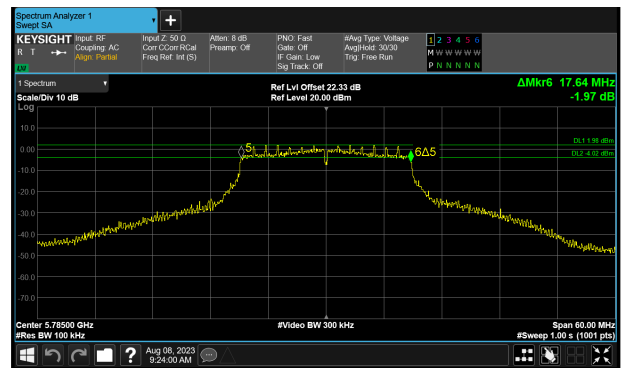 Spectrum Analyzer 1
Swept SA
+
KEYSIGHT Input: RF Input Z: 50 Ω Atten: 8 dB PNO: Fast #Avg Type: Voltage 1 2 3 4 5 6
R T Coupling: AC Corr CCorr RCal Preamp: Off Gate: Off Avg|Hold: 30/30 M W W W W W
Align: Partial Freq Ref: Int (S) IF Gain: Low Trig: Free Run
Sig Track: Off P N N N N N
LXI
1 Spectrum Ref Lvl Offset 22.33 dB ΔMkr6 17.64 MHz
Scale/Div 10 dB Ref Level 20.00 dBm -1.97 dB
Log
10.0
DL1 1.98 dBm
0.00 5 6Δ5
DL2 -4.02 dBm
-10.0
-20.0
-30.0
-40.0
-50.0
-60.0
-70.0
Center 5.78500 GHz #Video BW 300 kHz Span 60.00 MHz
#Res BW 100 kHz #Sweep 1.00 s (1001 pts)
? Aug 08, 2023
9:24:00 AM